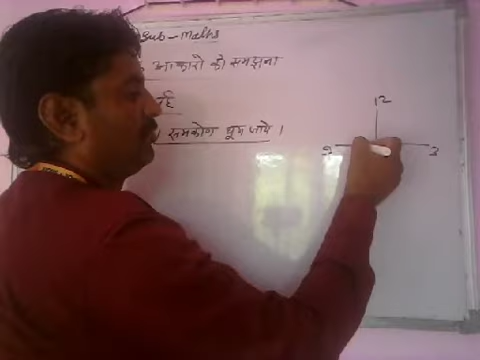 Sub - Maths
आकारो को समझना
समकोण घूम जाये ।
12
9
3